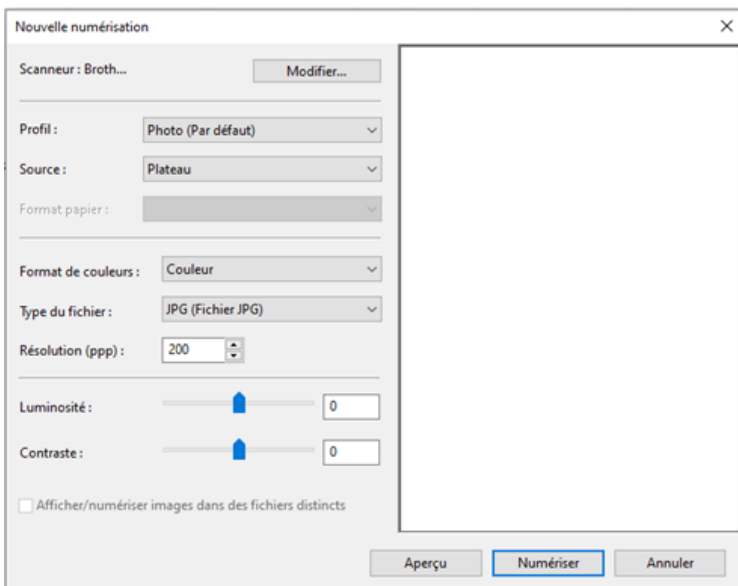 Nouvelle numérisation
Scanneur : Broth... Modifier...
Profil : Photo (Par défaut)
Source : Plateau
Format papier :
Format de couleurs : Couleur
Type du fichier : JPG (Fichier JPG)
Résolution (ppp) : 200
Luminosité : 0
Contraste : 0
Afficher/numériser images dans des fichiers distincts
Aperçu Numériser Annuler